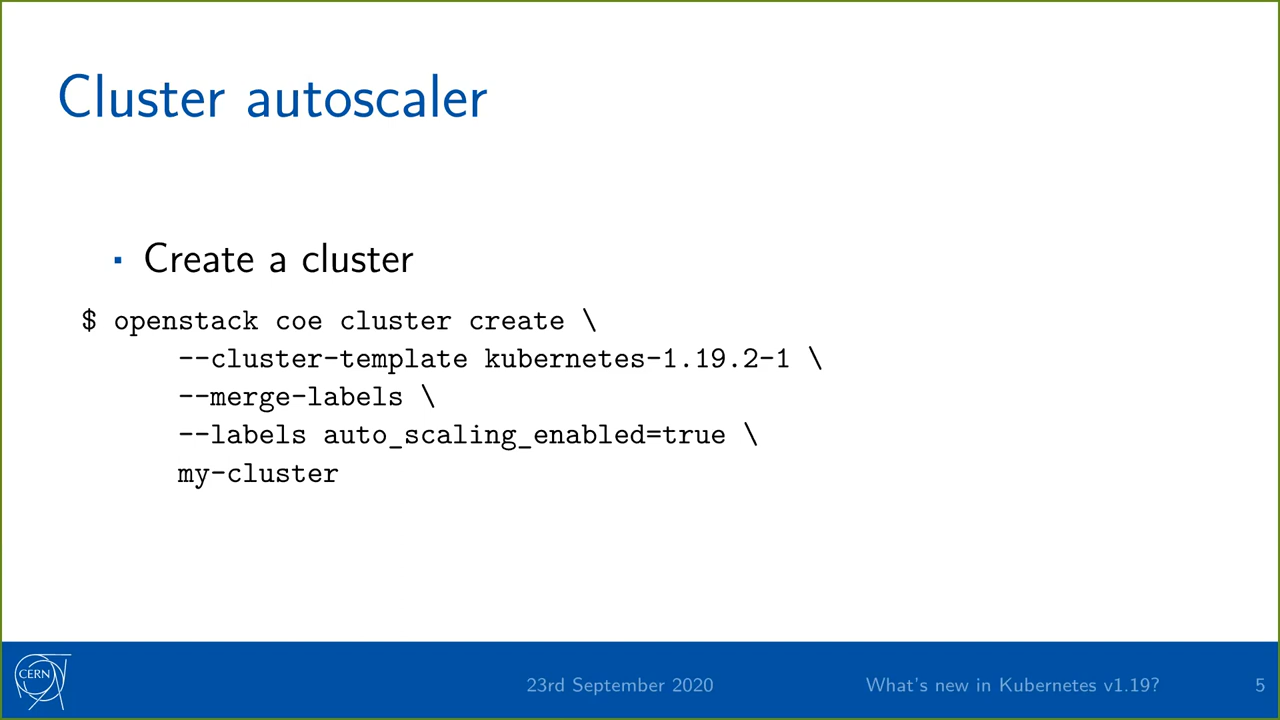 Cluster autoscaler
▪ Create a cluster
$ openstack coe cluster create \
--cluster-template kubernetes-1.19.2-1 \
--merge-labels \
--labels auto_scaling_enabled=true \
my-cluster
CERN
23rd September 2020
What's new in Kubernetes v1.19?
5